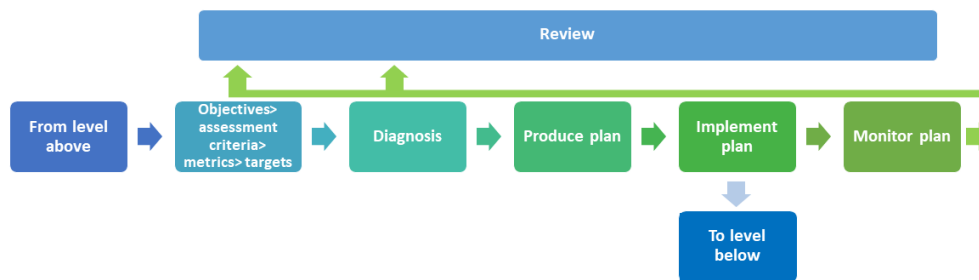 Review
From level
above
Objectives>
assessment
criteria>
metrics> targets
Diagnosis
Produce plan
Implement
plan
Monitor plan
To level
below